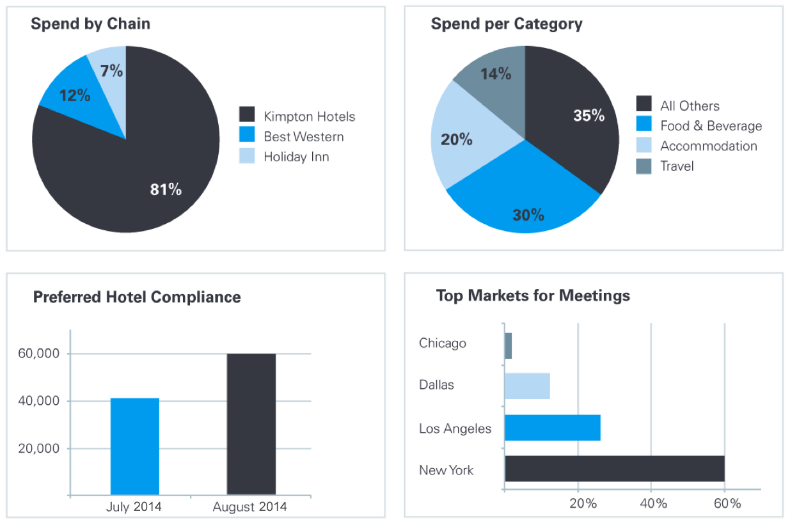 Spend by Chain
7%
12%
81%
Kimpton Hotels
Best Western
Holiday Inn
Spend per Category
14%
35%
20%
30%
All Others
Food & Beverage
Accommodation
Travel
Preferred Hotel Compliance
60,000
40,000
20,000
July 2014
August 2014
Top Markets for Meetings
Chicago
Dallas
Los Angeles
New York
20%
40%
60%